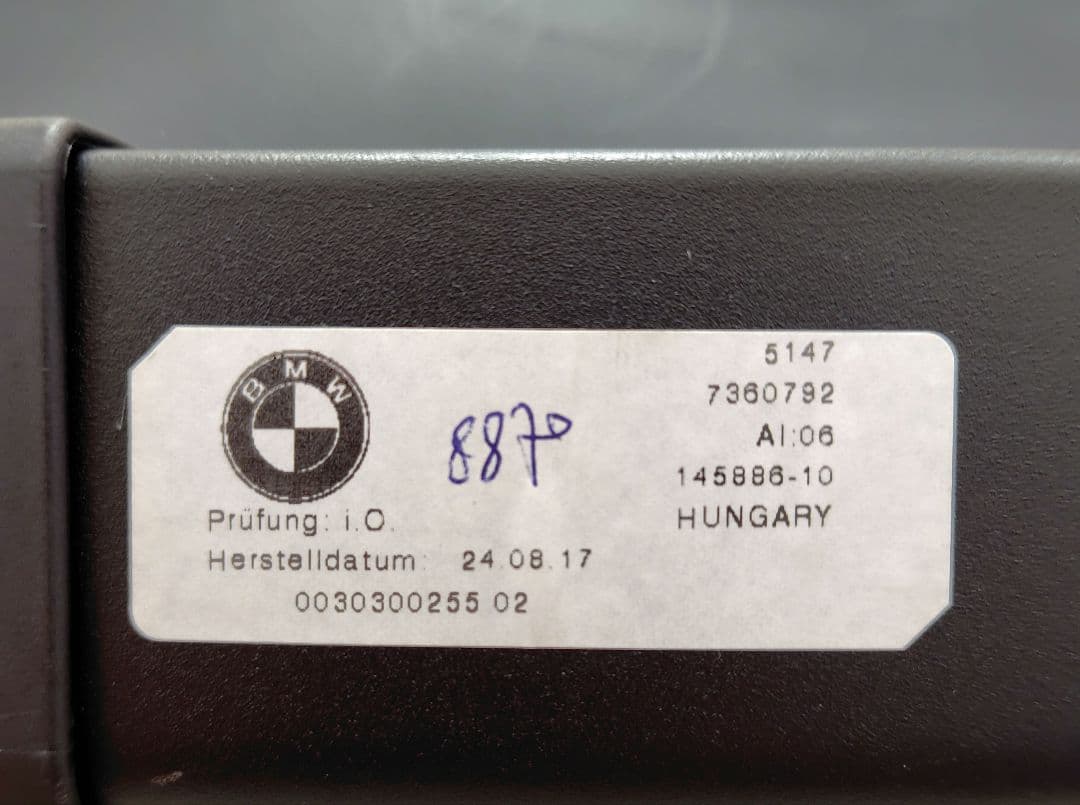 BMW
8870
5147
7360792
AI:06
145886-10
HUNGARY
Prüfung: i.O.
Herstelldatum: 24.08.17
0030300255 02